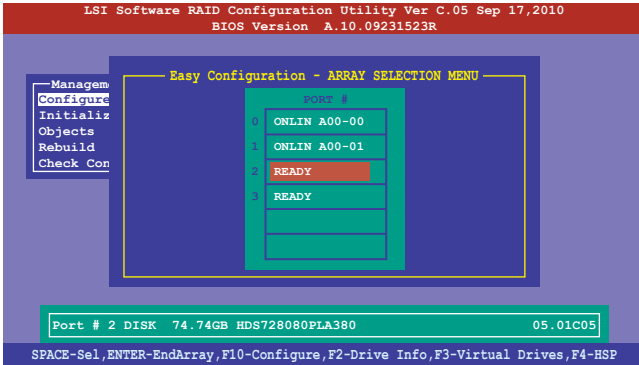 LSI Software RAID Configuration Utility Ver C.05 Sep 17,2010
BIOS Version A.10.09231523R
Easy Configuration - ARRAY SELECTION MENU
Managem
Configure
Initializ
Objects
Rebuild
Check Con
PORT #
0 ONLIN A00-00
1 ONLIN A00-01
2 READY
3 READY
Port # 2 DISK 74.74GB HDS728080PLA380 05.01C05
SPACE-Sel,ENTER-EndArray,F10-Configure,F2-Drive Info,F3-Virtual Drives,F4-HSP